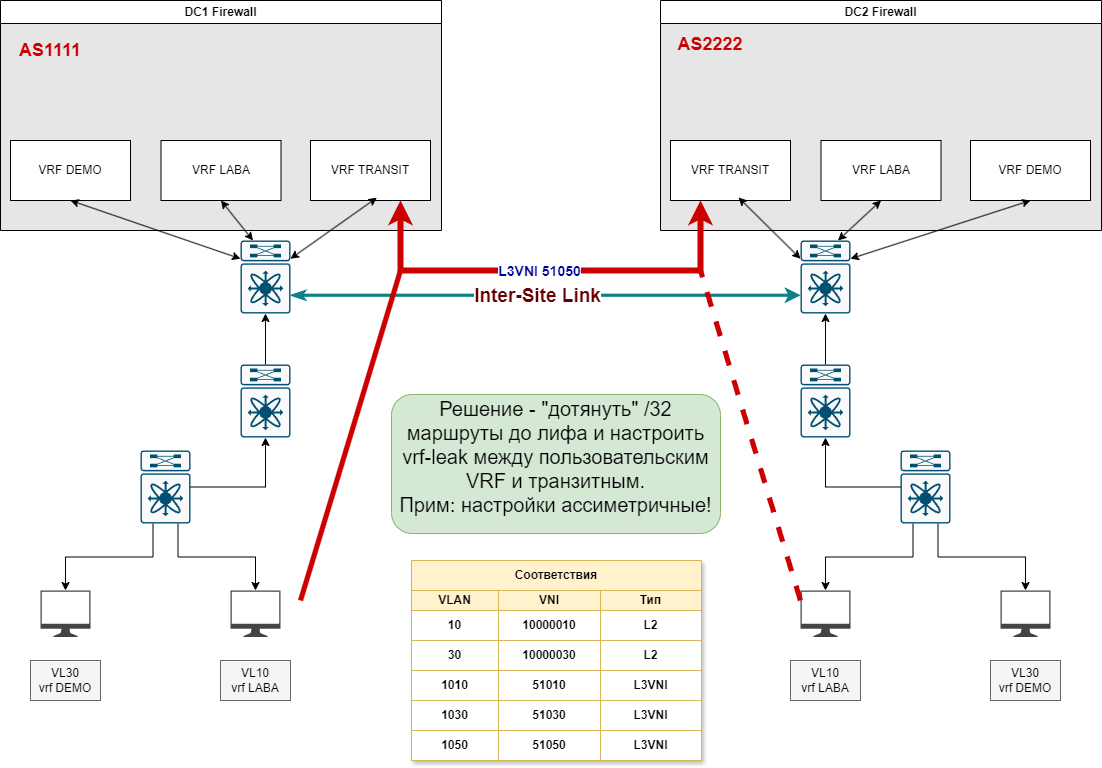 DC1 Firewall
DC2 Firewall
AS1111
AS2222
VRF DEMO
VRF LABA
VRF TRANSIT
VRF TRANSIT
VRF LABA
VRF DEMO
L3VNI 51050
Inter-Site Link
Решение - "дотянуть" /32
маршруты до лифа и настроить
vrf-leak между пользовательским
VRF и транзитным.
Прим: настройки ассиметричные!
Соответствия
VLAN VNI Тип
10 10000010 L2
30 10000030 L2
1010 51010 L3VNI
1030 51030 L3VNI
1050 51050 L3VNI
VL30
vrf DEMO
VL10
vrf LABA
VL10
vrf LABA
VL30
vrf DEMO